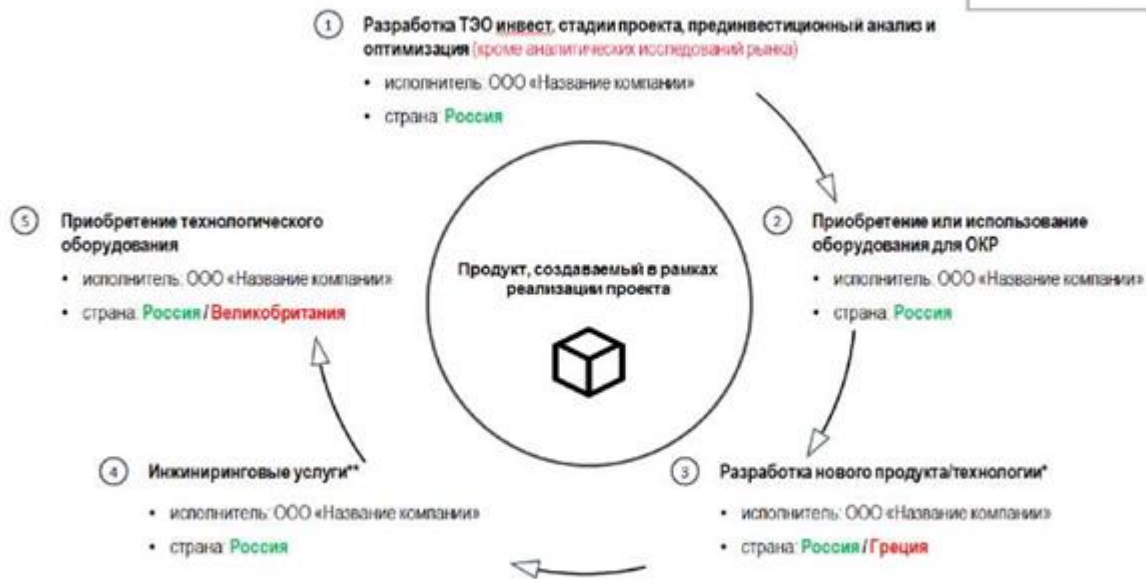 1 Разработка ТЭО инвест. стадии проекта, прединвестиционный анализ и
оптимизация (кроме аналитических исследований рынка)
• исполнитель: ООО «Название компании»
• страна: Россия
2 Приобретение или использование
оборудования для ОКР
• исполнитель: ООО «Название компании»
• страна: Россия
3 Разработка нового продукта/технологии*
• исполнитель: ООО «Название компании»
• страна: Россия / Греция
4 Инжиниринговые услуги**
• исполнитель: ООО «Название компании»
• страна: Россия
5 Приобретение технологического
оборудования
• исполнитель: ООО «Название компании»
• страна: Россия / Великобритания
Продукт, создаваемый в рамках
реализации проекта